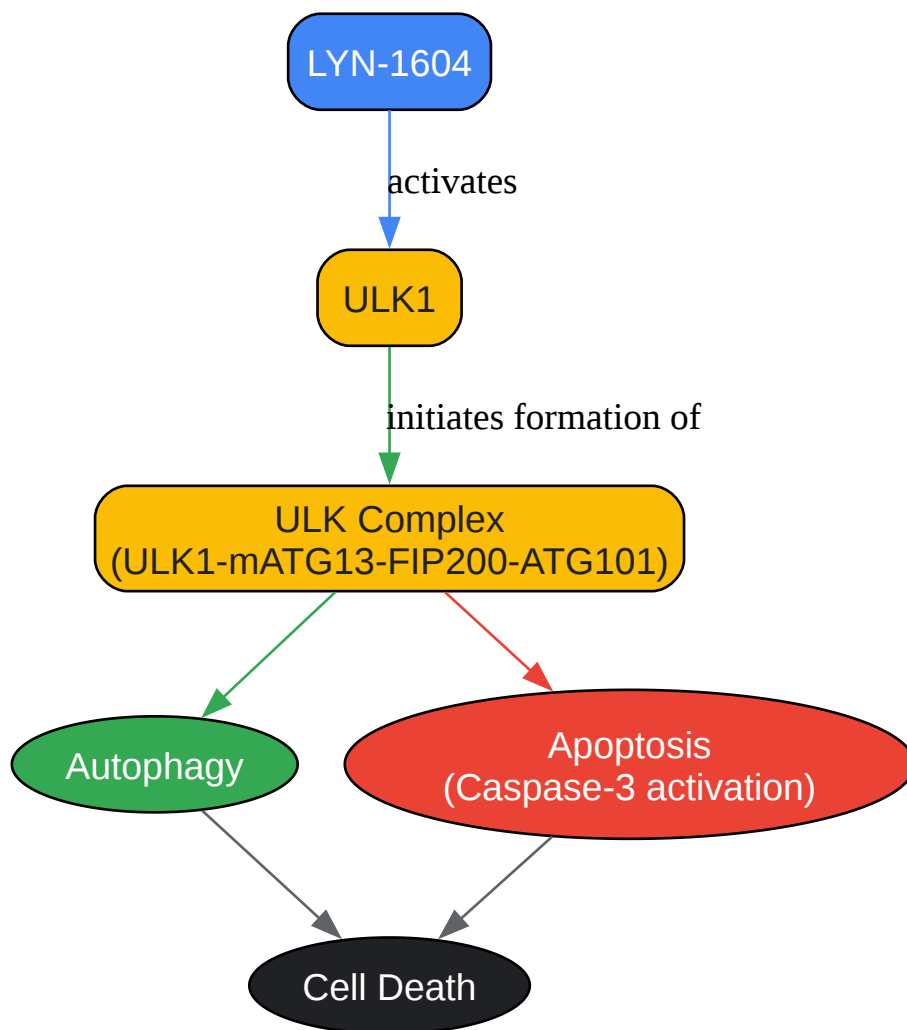 LYN-1604
activates
ULK1
initiates formation of
ULK Complex
(ULK1-mATG13-FIP200-ATG101)
Autophagy
Apoptosis
(Caspase-3 activation)
Cell Death